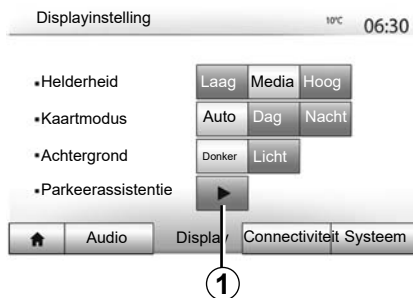 Displayinstelling 10°C 06:30
▪Helderheid Laag Media Hoog
▪Kaartmodus Auto Dag Nacht
▪Achtergrond Donker Licht
▪Parkeerassistentie
Audio Display Connectiviteit Systeem
1